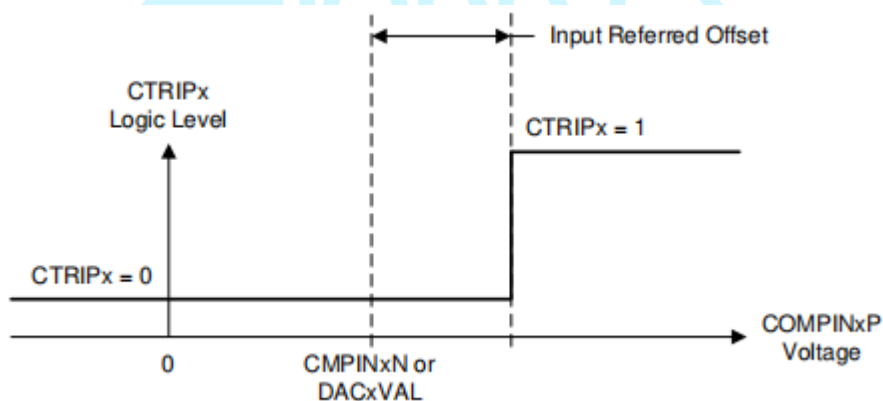 Input Referred Offset
CTRIPx
Logic Level
CTRIPx = 1
CTRIPx = 0
COMPINxP
Voltage
0
CMPINxN or
DACxVAL